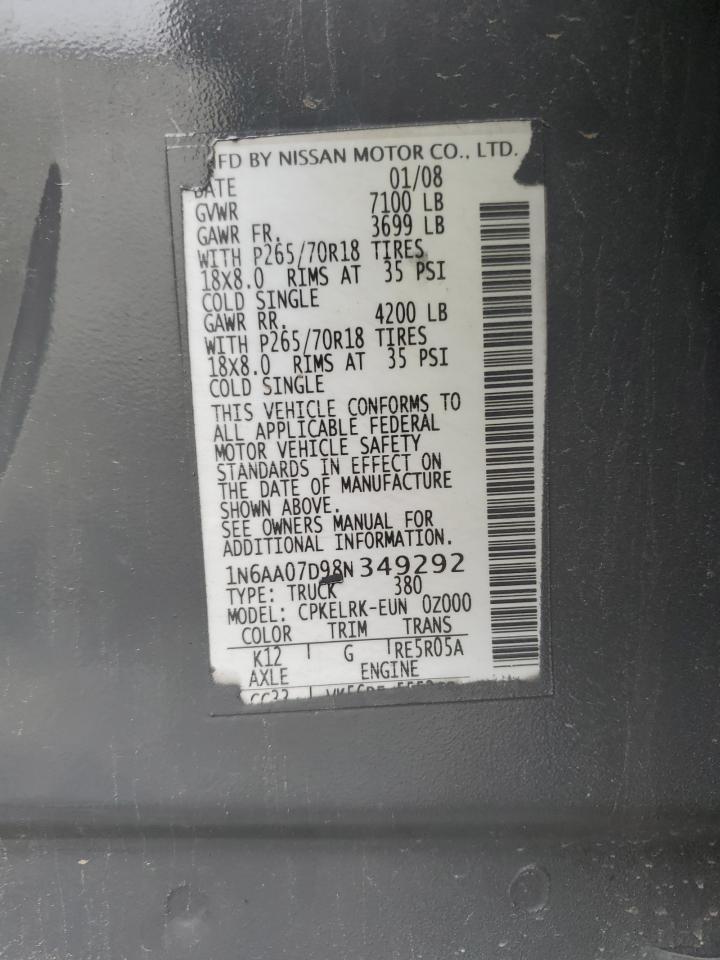 FD BY NISSAN MOTOR CO., LTD.
DATE 01/08
GVWR 7100 LB
GAWR FR. 3699 LB
WITH P265/70R18 TIRES
18X8.0 RIMS AT 35 PSI
COLD SINGLE
GAWR RR. 4200 LB
WITH P265/70R18 TIRES
18X8.0 RIMS AT 35 PSI
COLD SINGLE
THIS VEHICLE CONFORMS TO
ALL APPLICABLE FEDERAL
MOTOR VEHICLE SAFETY
STANDARDS IN EFFECT ON
THE DATE OF MANUFACTURE
SHOWN ABOVE.
SEE OWNERS MANUAL FOR
ADDITIONAL INFORMATION.
1N6AA07D98N349292
TYPE: TRUCK 380
MODEL: CPKELRK-EUN 0Z000
COLOR TRIM TRANS
K12 G RE5R05A
AXLE ENGINE